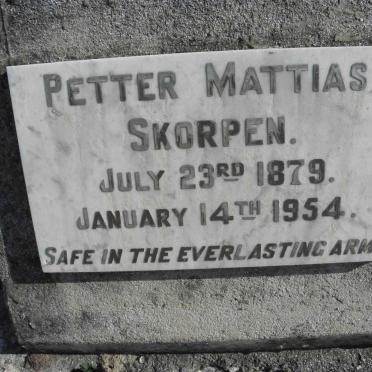 PETTER MATTIAS
SKORPEN.
JULY 23RD 1879.
JANUARY 14TH 1954.
SAFE IN THE EVERLASTING ARM